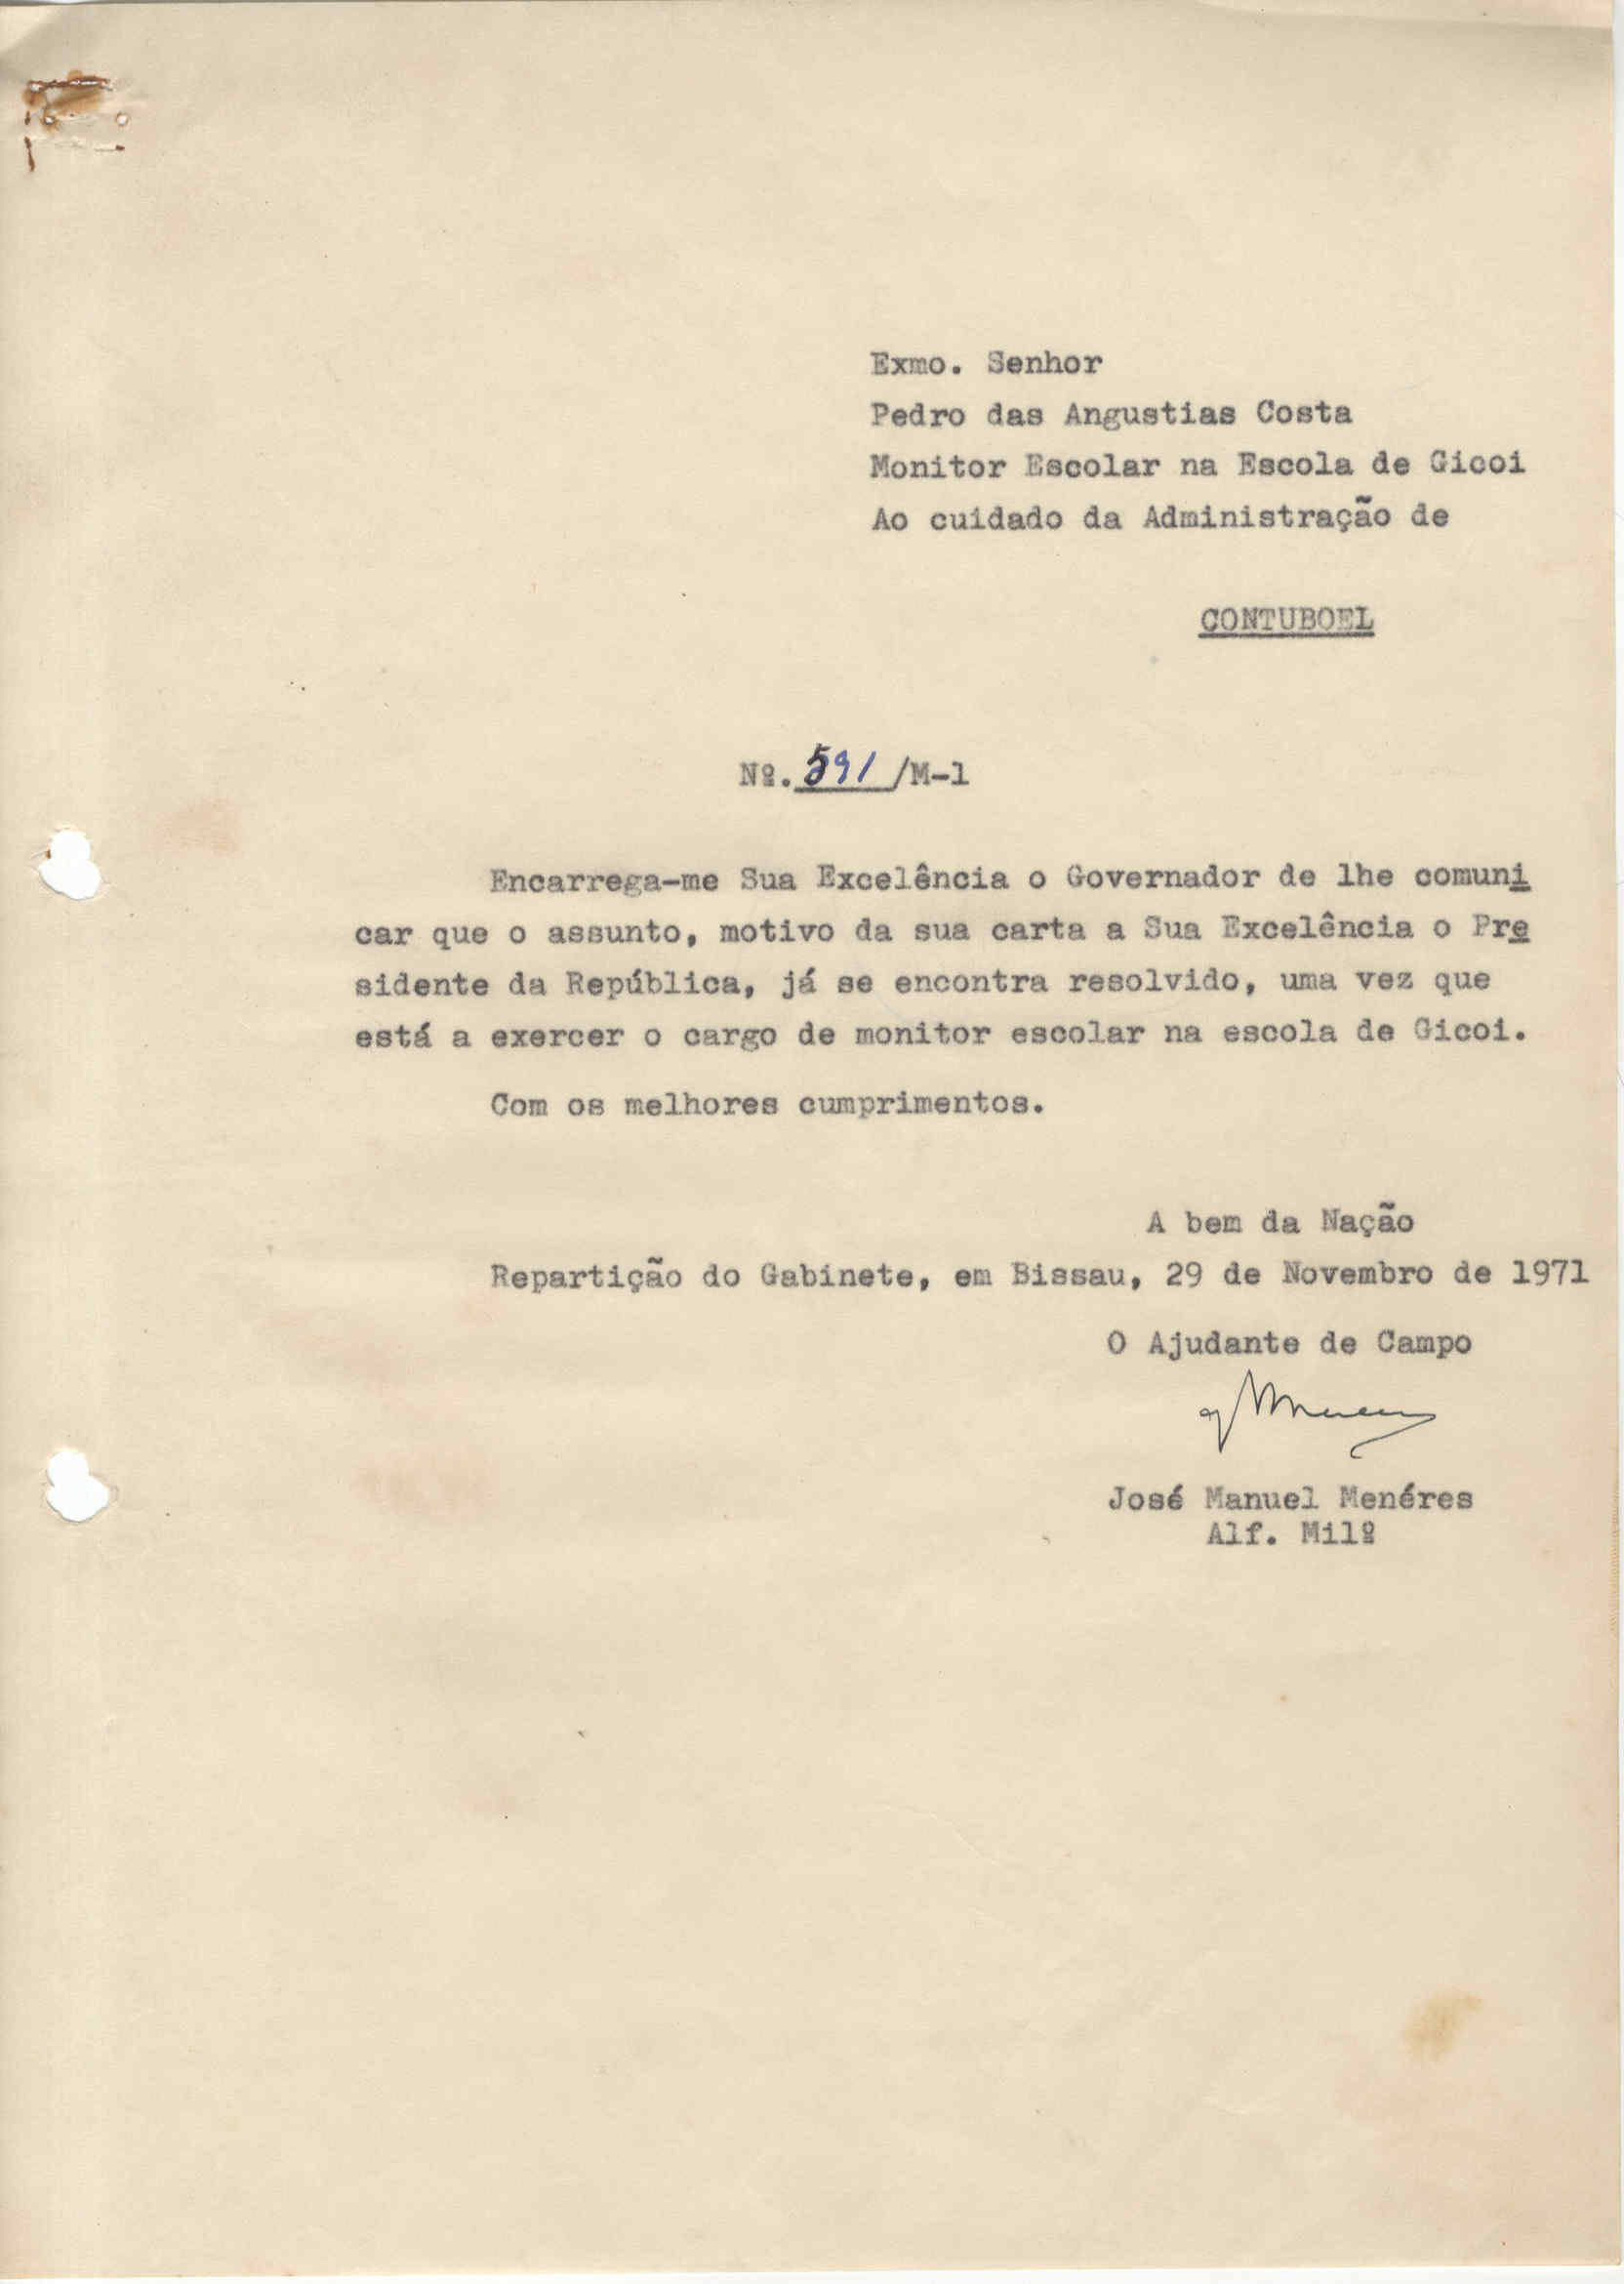 Exmo. Senhor
Pedro das Angustias Costa
Monitor Escolar na Escola de Gicoi
Ao cuidado da Administração de
CONTUBOEL
Nº. 591 /M-1
Encarrega-me Sua Excelência o Governador de lhe comuni
car que o assunto, motivo da sua carta a Sua Excelência o Pre
sidente da República, já se encontra resolvido, uma vez que
está a exercer o cargo de monitor escolar na escola de Gicoi.
Com os melhores cumprimentos.
A bem da Nação
Repartição do Gabinete, em Bissau, 29 de Novembro de 1971
O Ajudante de Campo
José Manuel Menéres
Alf. Milº